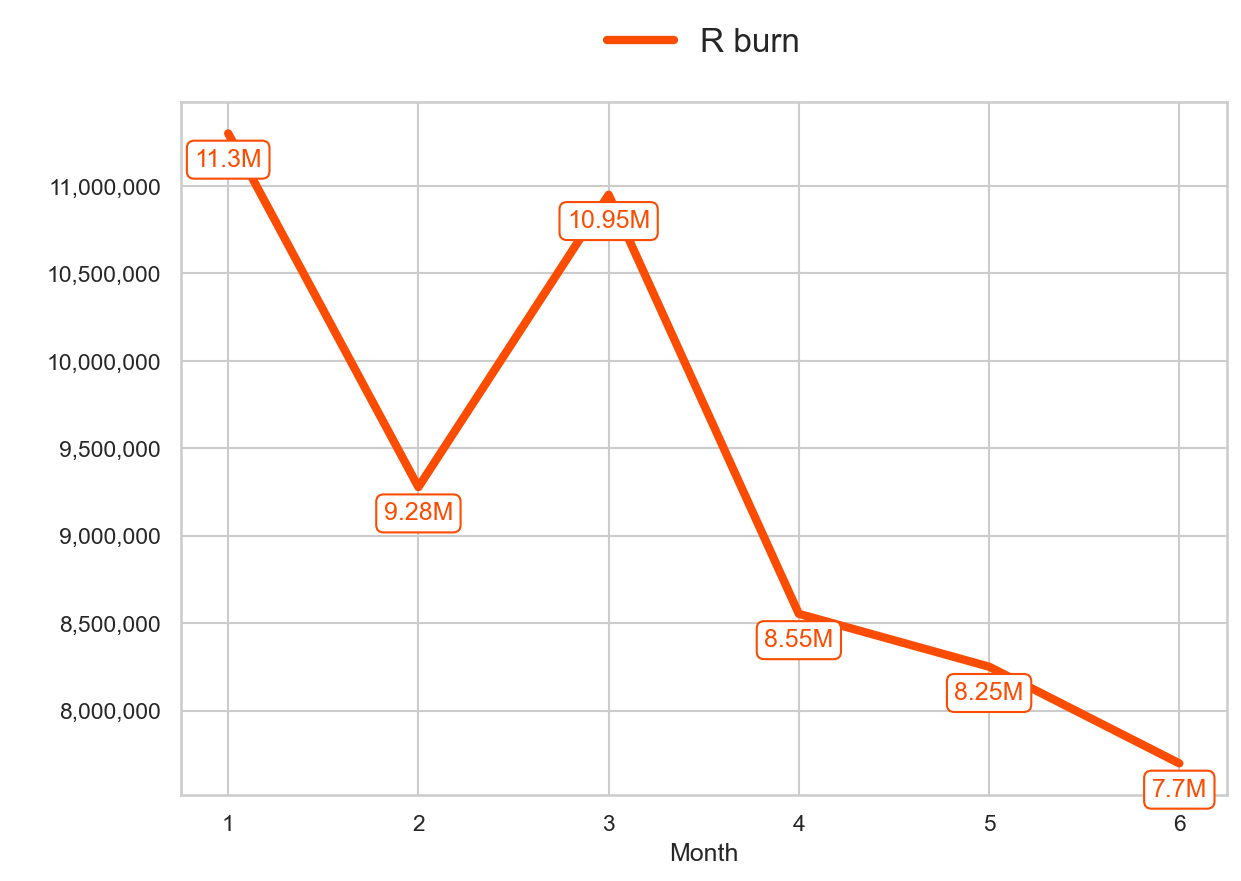 R burn
11,000,000
10,500,000
10,000,000
9,500,000
9,000,000
8,500,000
8,000,000
11.3M
9.28M
10.95M
8.55M
8.25M
7.7M
1 2 3 4 5 6
Month